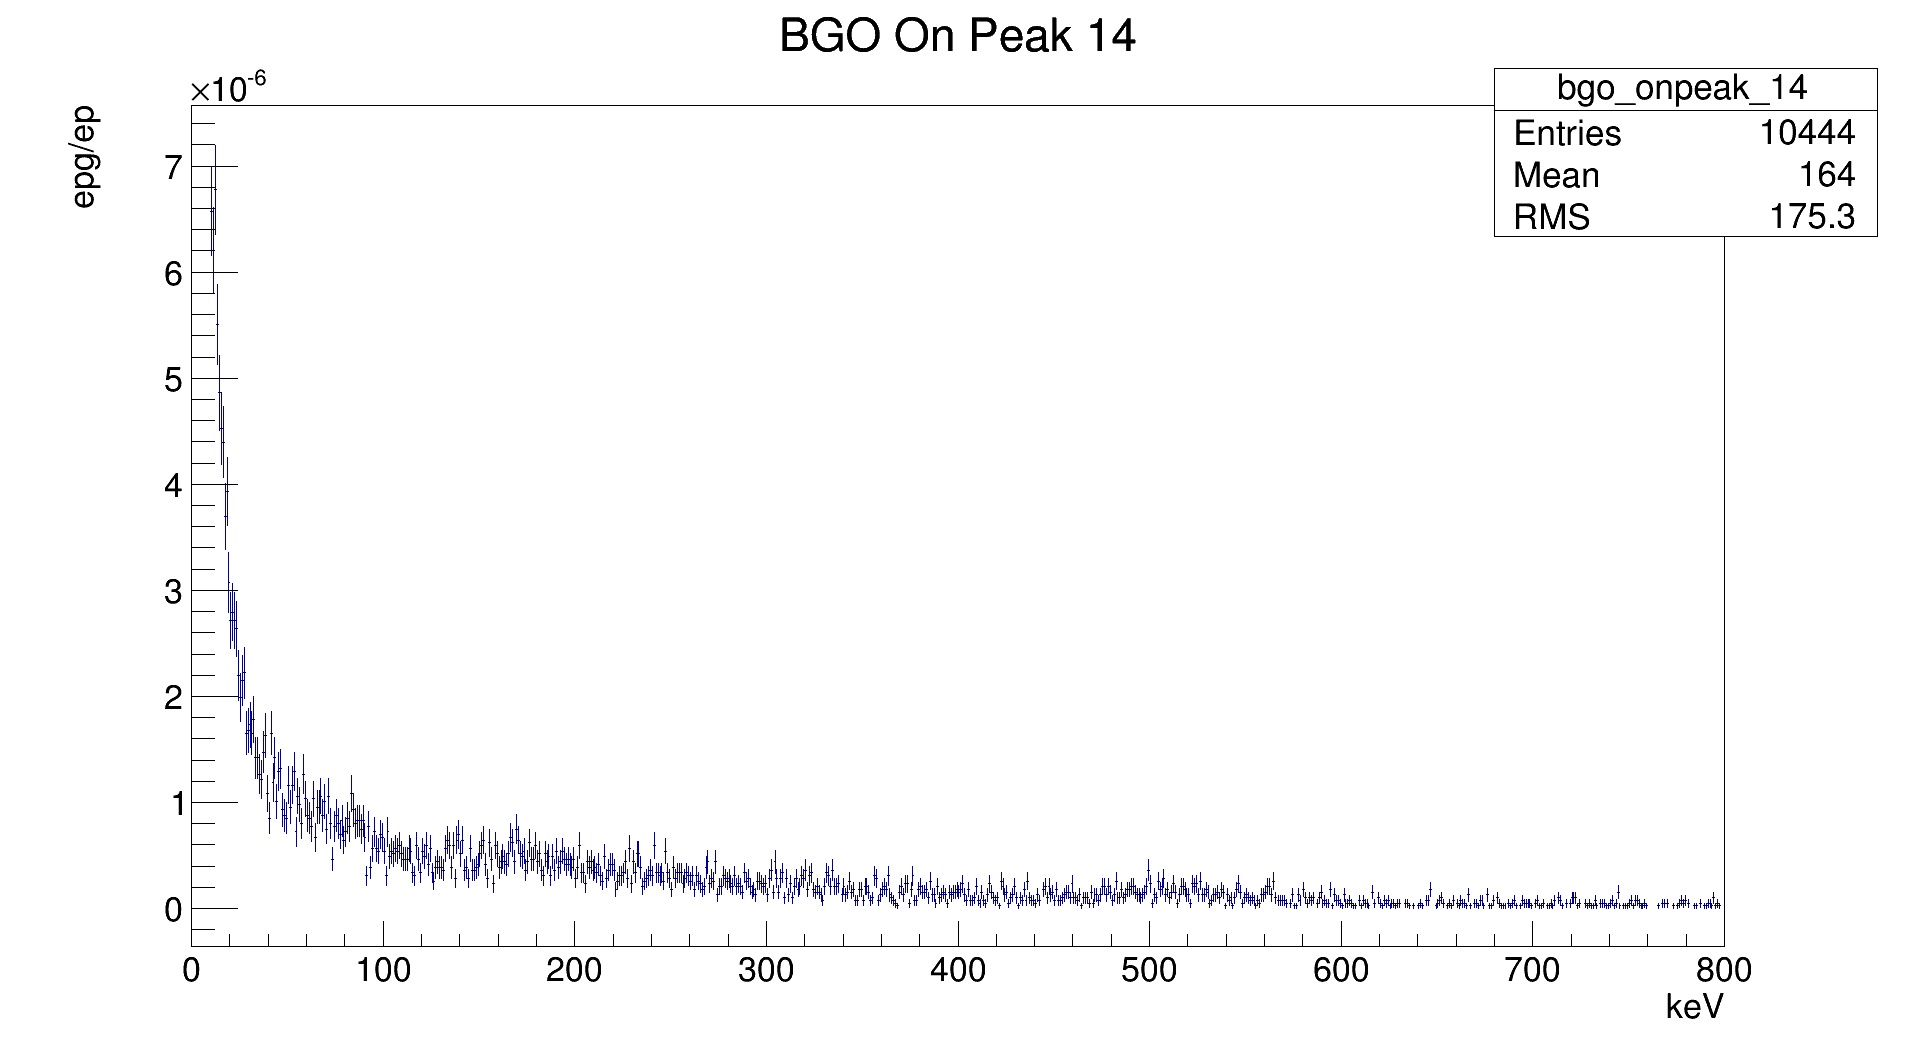 BGO On Peak 14
×10-6
epg/ep
bgo_onpeak_14
Entries 10444
Mean 164
RMS 175.3
7
6
5
4
3
2
1
0
0 100 200 300 400 500 600 700 800
keV